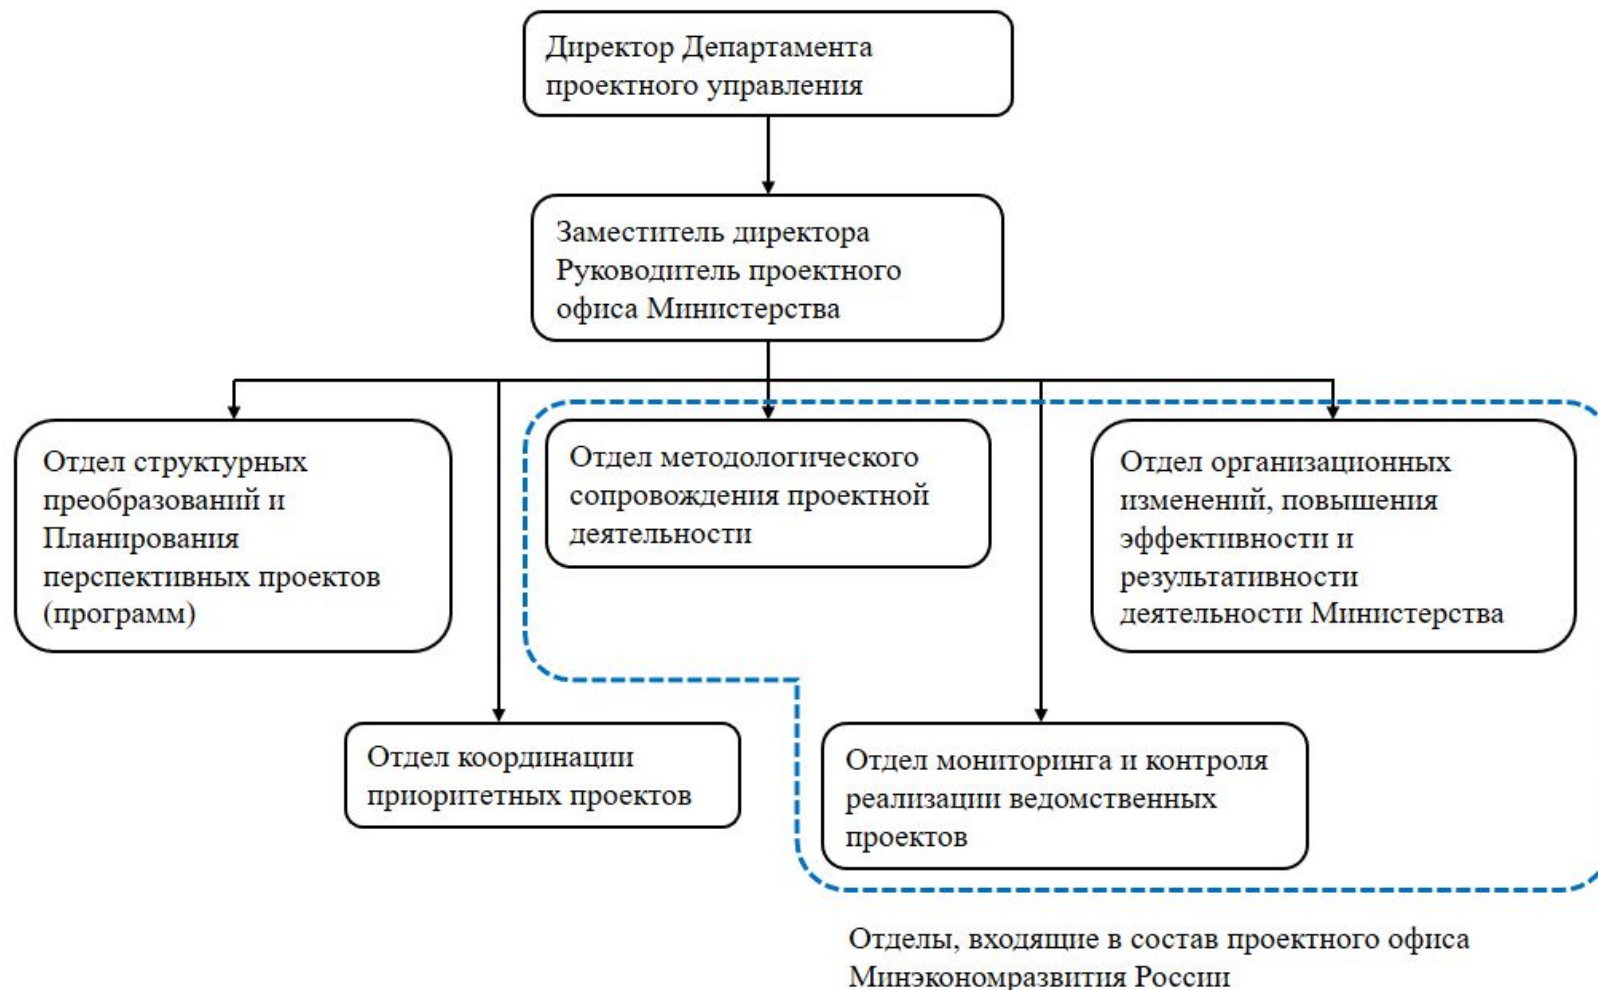 Директор Департамента
проектного управления
Заместитель директора
Руководитель проектного
офиса Министерства
Отдел структурных
преобразований и
Планирования
перспективных проектов
(программ)
Отдел методологического
сопровождения проектной
деятельности
Отдел организационных
изменений, повышения
эффективности и
результативности
деятельности Министерства
Отдел координации
приоритетных проектов
Отдел мониторинга и контроля
реализации ведомственных
проектов
Отделы, входящие в состав проектного офиса
Минэкономразвития России